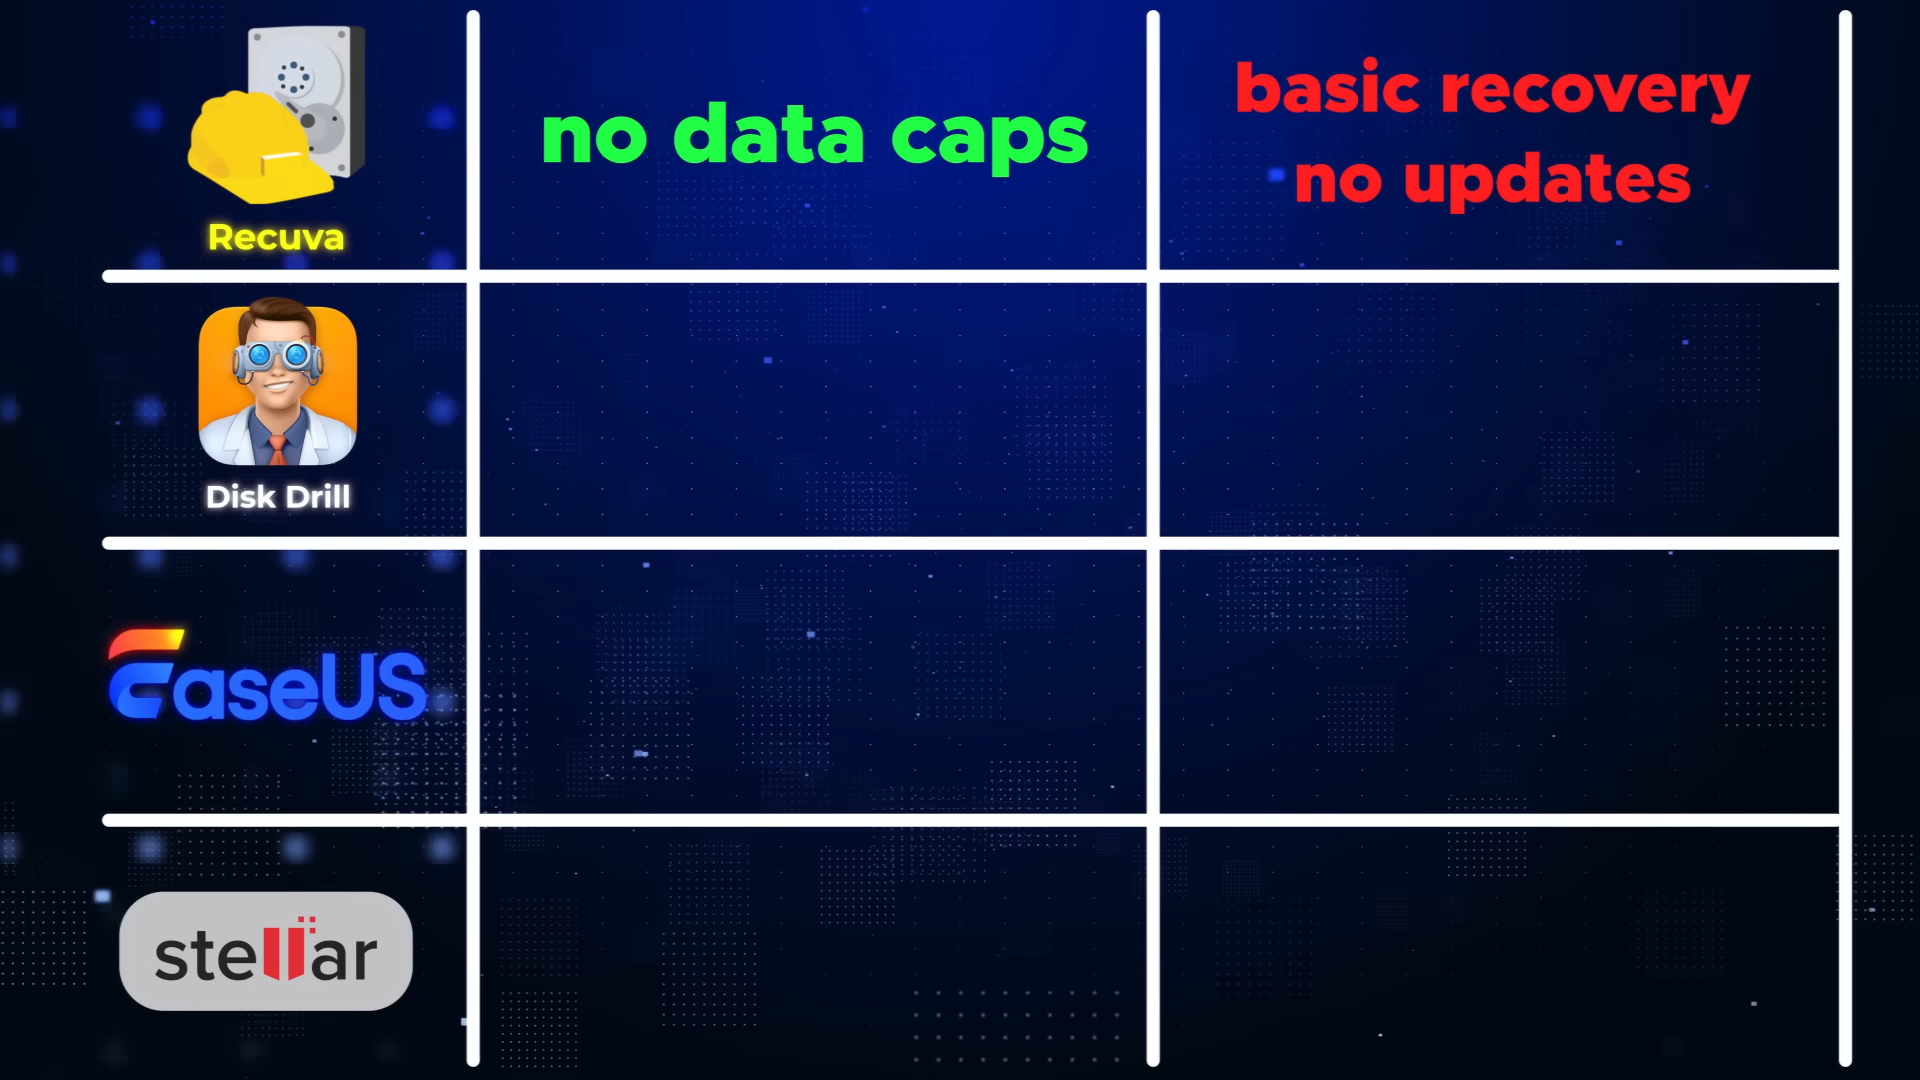 Recuva
no data caps
basic recovery
no updates
Disk Drill
EaseUS
stellar